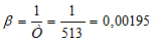 β = 1/Ò = 1/513 = 0,00195